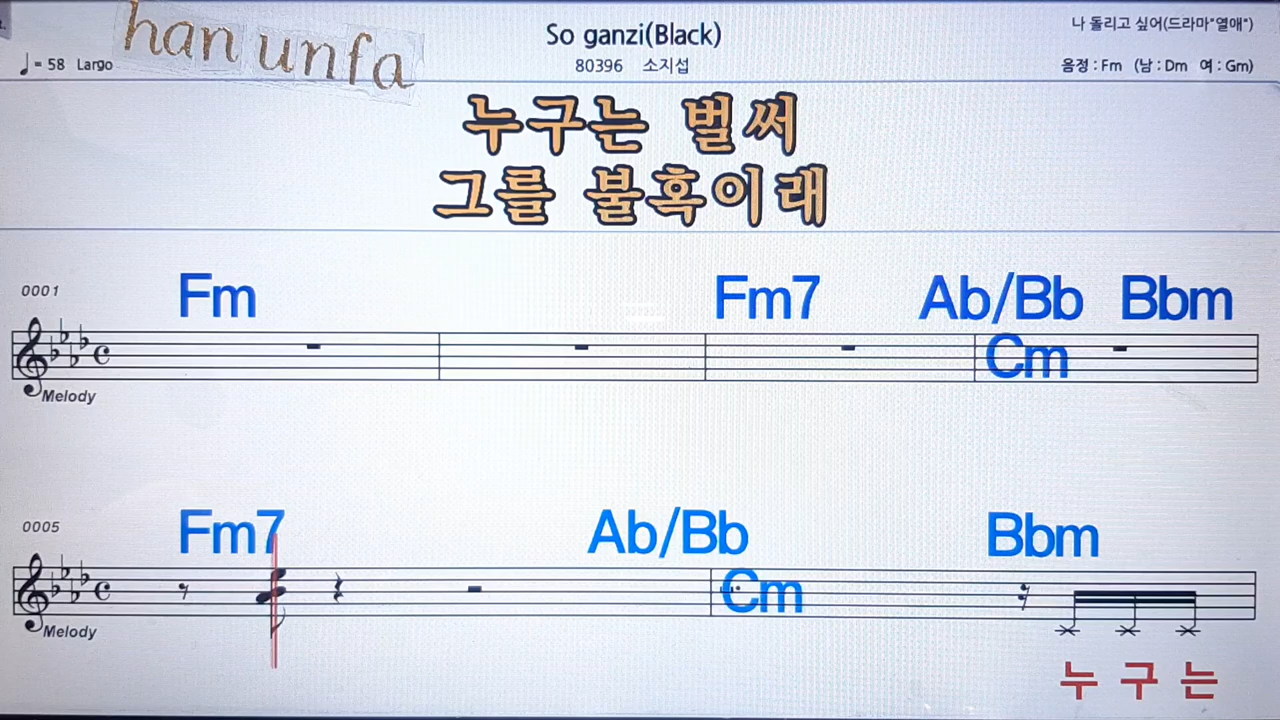 han unfa
So ganzi(Black)
나 돌리고 싶어(드라마"열애")
♩= 58 Largo
80396 소지섭
음정 : Fm (남 : Dm 여 : Gm)
누구는 벌써
그를 불혹이래
0001
Fm Fm7 Ab/Bb Bbm
Cm
Melody
0005
Fm7 Ab/Bb Bbm
Cm
Melody
누 구 는